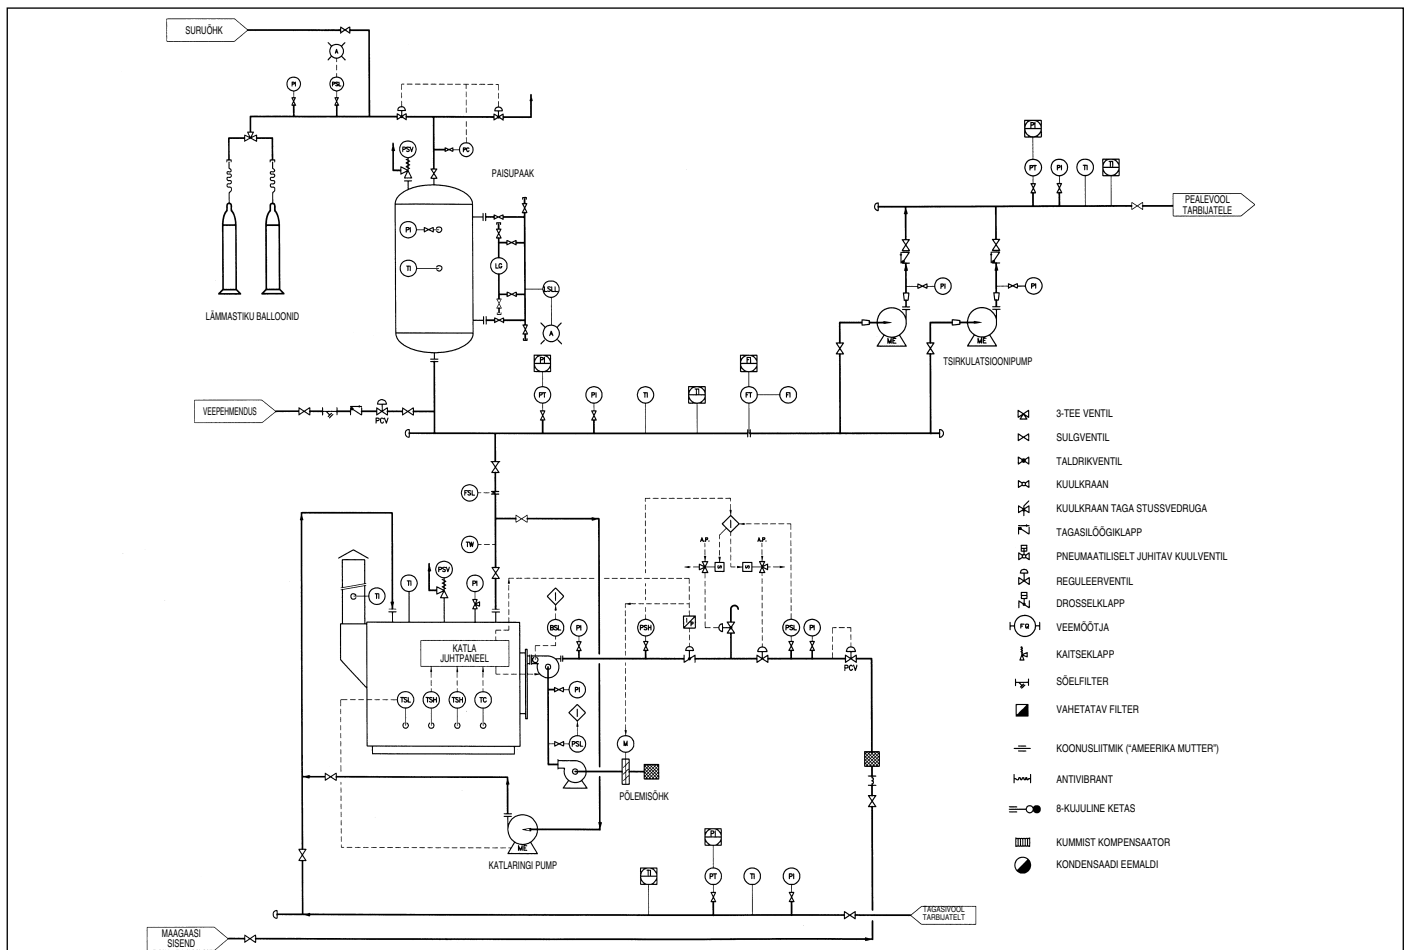 SURUÕHK
A
PI
PSL
PSV
PC
PAISUPAAK
PI
TI
LG
LSLL
A
LÄMMASTIKU BALLOONID
PI
PT
PI
TI
TI
PEALEVOOL
TARBIJATELE
PI
PI
ME
ME
TSIRKULATSIOONIPUMP
PI
PT
PI
TI
TI
FI
FT
FI
VEEPEHMENDUS
PCV
FSL
TW
TI
TI
PSV
PI
KATLA
JUHTPANEEL
TSL
TSH
TSH
TC
BSL
PI
PSH
A.P.
A.P.
S
S
PSL
PI
PCV
PI
PSL
M
PÕLEMISÕHK
ME
KATLARINGI PUMP
TI
PI
PT
TI
PI
TAGASIVOOL
TARBIJATELT
MAAGAASI
SISEND
3-TEE VENTIL
SULGVENTIL
TALDRIKVENTIL
KUULKRAAN
KUULKRAAN TAGA STUSSVEDRUGA
TAGASILÖÖGIKLAPP
PNEUMAATILISELT JUHITAV KUULVENTIL
REGULEERVENTIL
DROSSELKLAPP
FQ
VEEMÕÕTJA
KAITSEKLAPP
SÕELFILTER
VAHETATAV FILTER
KOONUSLIITMIK ("AMEERIKA MUTTER")
ANTIVIBRANT
8-KUJULINE KETAS
KUMMIST KOMPENSAATOR
KONDENSAADI EEMALDI